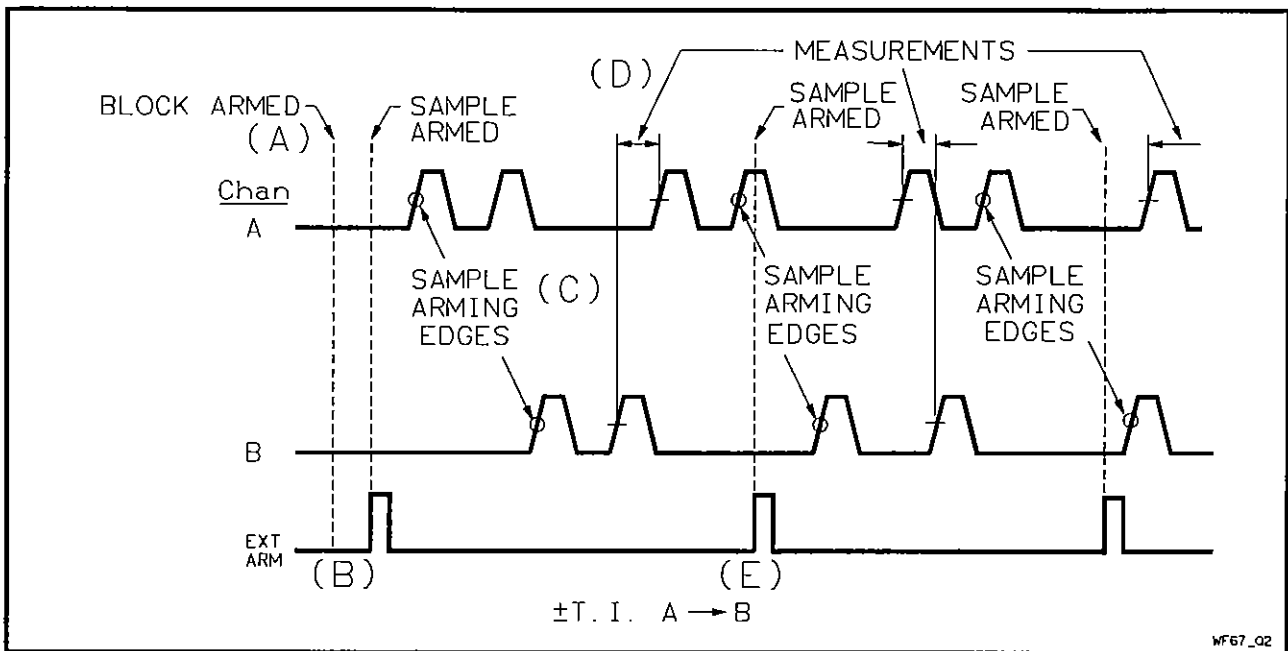 MEASUREMENTS
(D)
BLOCK ARMED
(A)
SAMPLE
ARMED
SAMPLE
ARMED
SAMPLE
ARMED
Chan
A
SAMPLE
ARMING
EDGES
(C)
SAMPLE
ARMING
EDGES
SAMPLE
ARMING
EDGES
B
EXT
ARM
(B)
(E)
±T. I. A → B
WF67_02